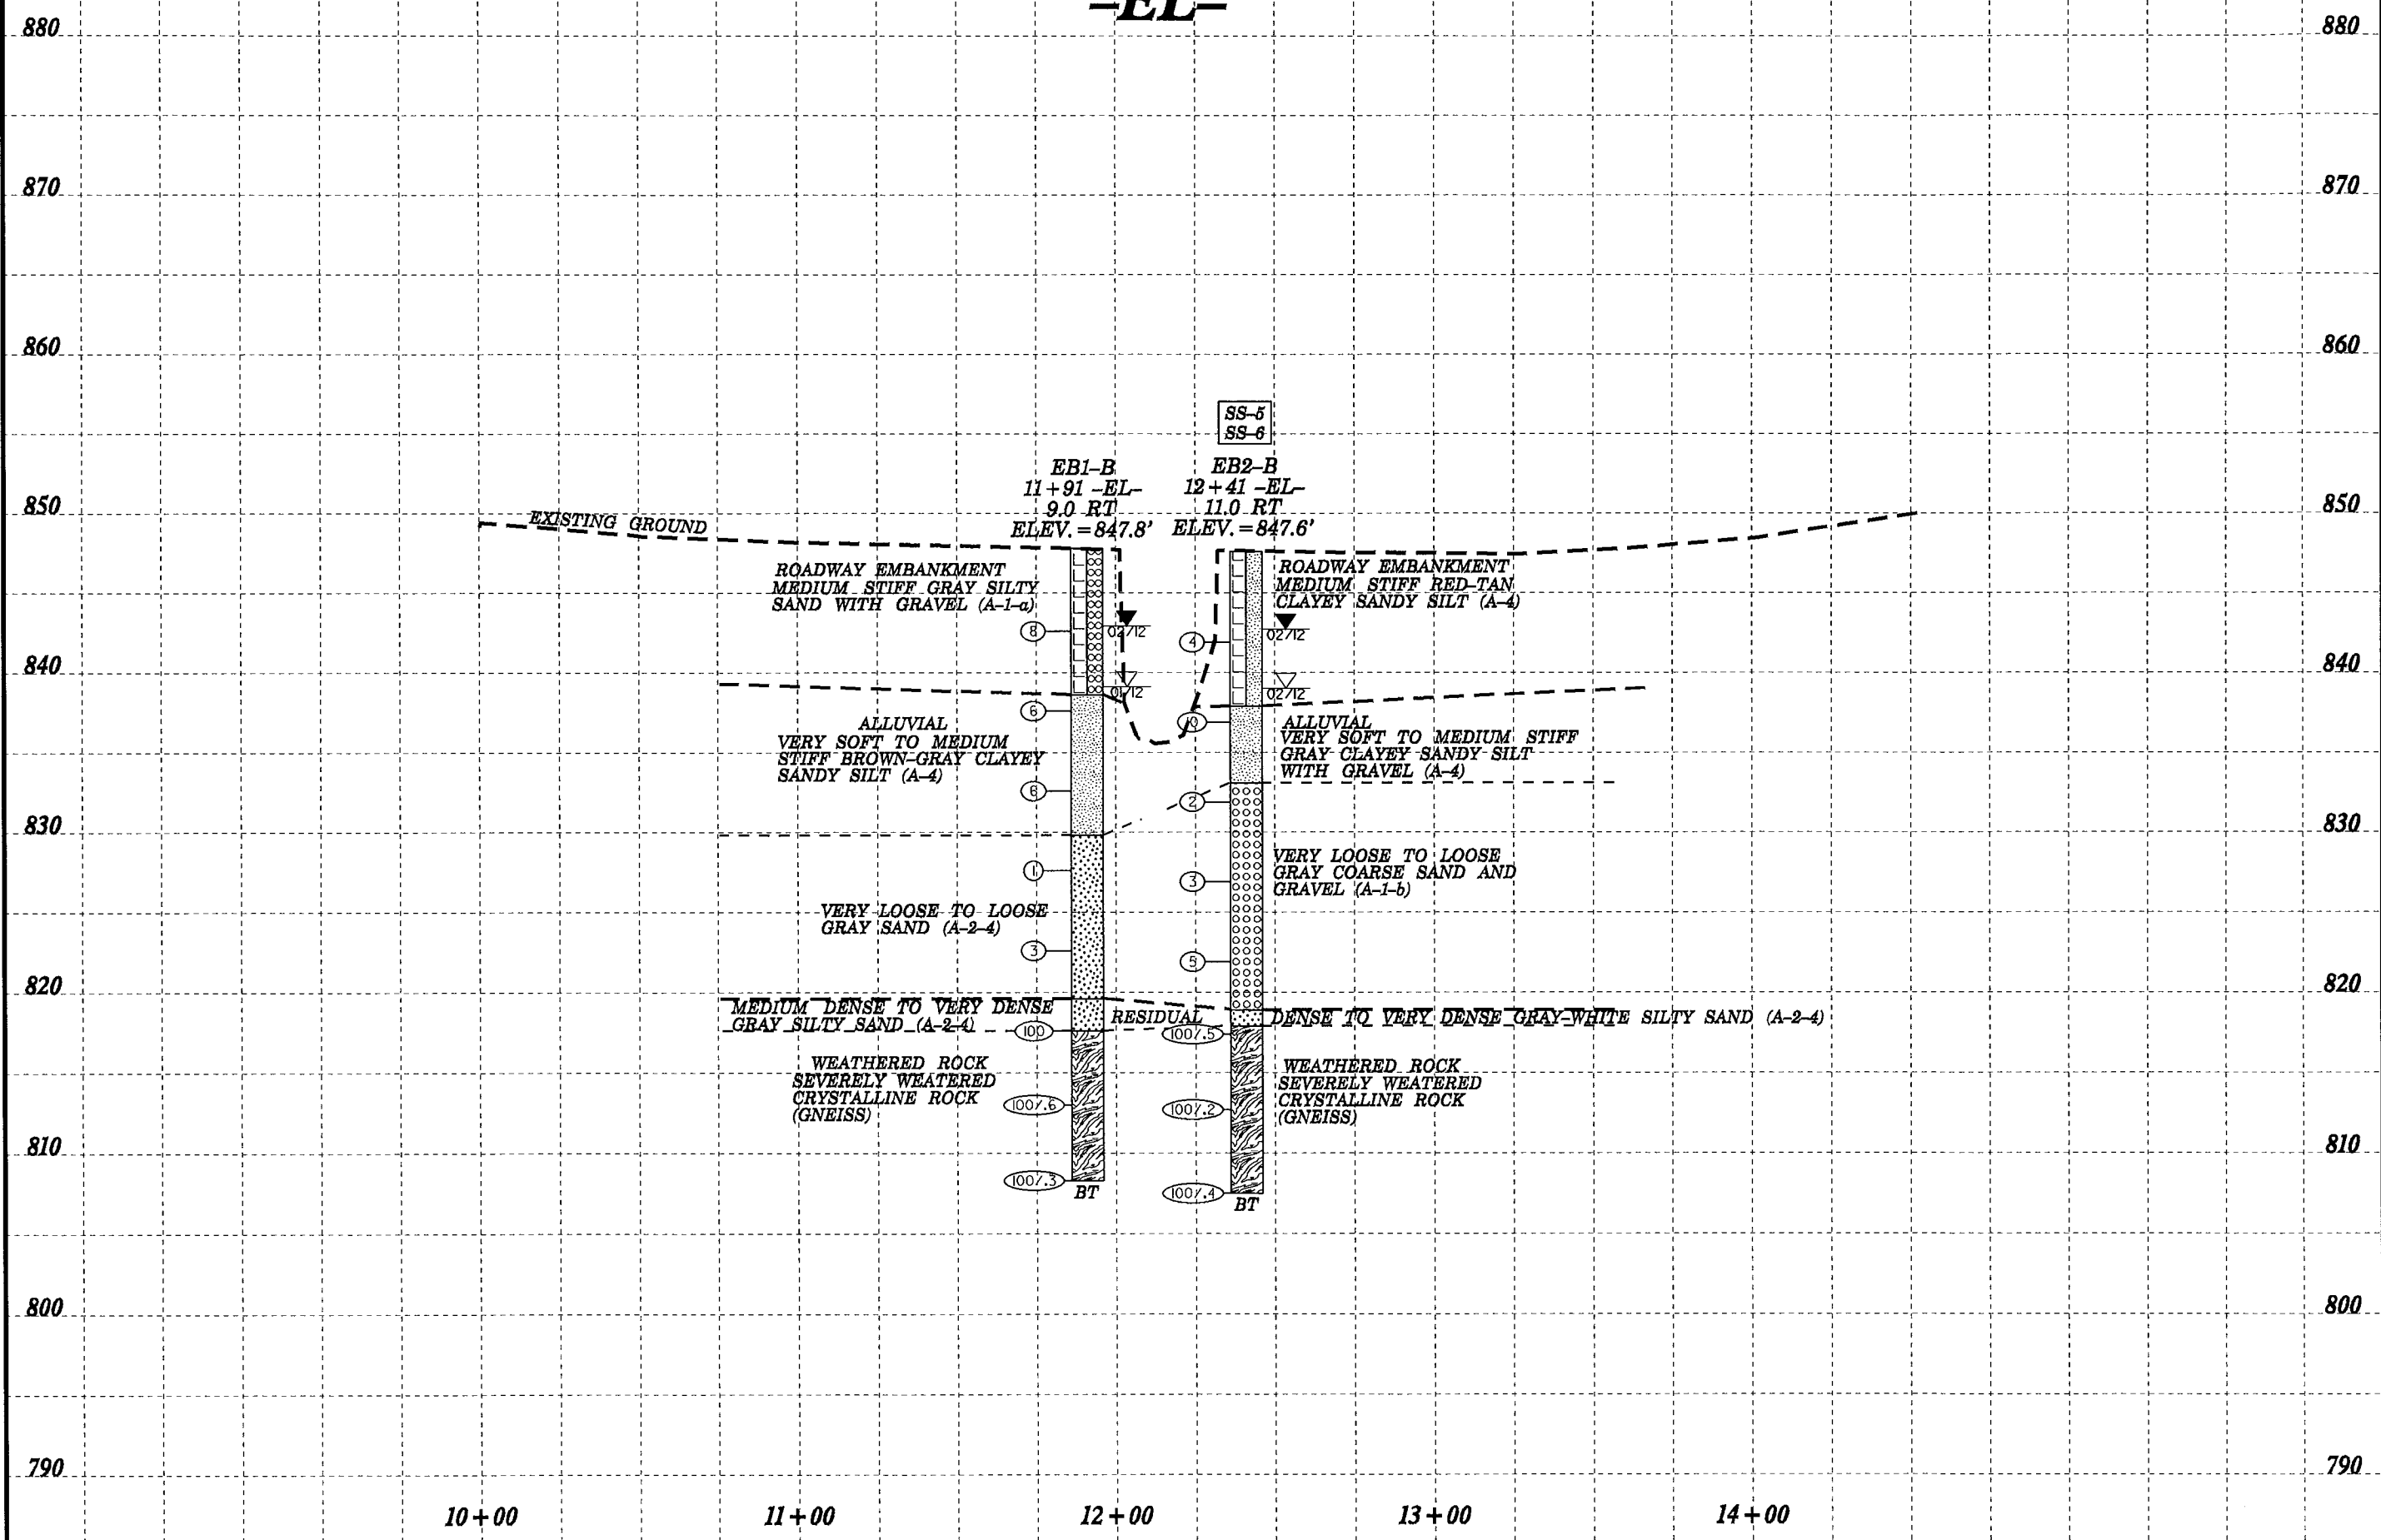 -EL-
880 880
870 870
860 860
SS-5
SS-6
EB1-B
11+91 -EL-
9.0 RT
ELEV.=847.8'
EB2-B
12+41 -EL-
11.0 RT
ELEV.=847.6'
850 850
EXISTING GROUND
ROADWAY EMBANKMENT
MEDIUM STIFF GRAY SILTY
SAND WITH GRAVEL (A-1-a)
ROADWAY EMBANKMENT
MEDIUM STIFF RED-TAN
CLAYEY SANDY SILT (A-4)
8
02/12
4
02/12
840 840
01/12
02/12
6
10
ALLUVIAL
VERY SOFT TO MEDIUM
STIFF BROWN-GRAY CLAYEY
SANDY SILT (A-4)
ALLUVIAL
VERY SOFT TO MEDIUM STIFF
GRAY CLAYEY SANDY SILT
WITH GRAVEL (A-4)
6
2
830 830
1
3
VERY LOOSE TO LOOSE
GRAY COARSE SAND AND
GRAVEL (A-1-b)
VERY LOOSE TO LOOSE
GRAY SAND (A-2-4)
3
5
820 820
MEDIUM DENSE TO VERY DENSE
GRAY SILTY SAND (A-2-4)
RESIDUAL
DENSE TO VERY DENSE GRAY-WHITE SILTY SAND (A-2-4)
100
100/.5
WEATHERED ROCK
SEVERELY WEATERED
CRYSTALLINE ROCK
(GNEISS)
WEATHERED ROCK
SEVERELY WEATERED
CRYSTALLINE ROCK
(GNEISS)
100/.6
100/.2
810 810
100/.3
BT
100/.4
BT
800 800
790 790
10+00 11+00 12+00 13+00 14+00